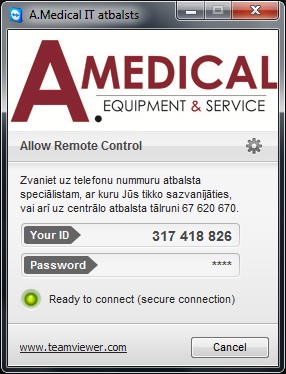 A.Medical IT atbalsts
A.MEDICAL
EQUIPMENT & SERVICE
Allow Remote Control
Zvaniet uz telefonu nummuru atbalsta
speciālistam, ar kuru Jūs tikko sazvanījāties,
vai arī uz centrālo atbalsta tālruni 67 620 670.
Your ID 317 418 826
Password ****
Ready to connect (secure connection)
www.teamviewer.com Cancel